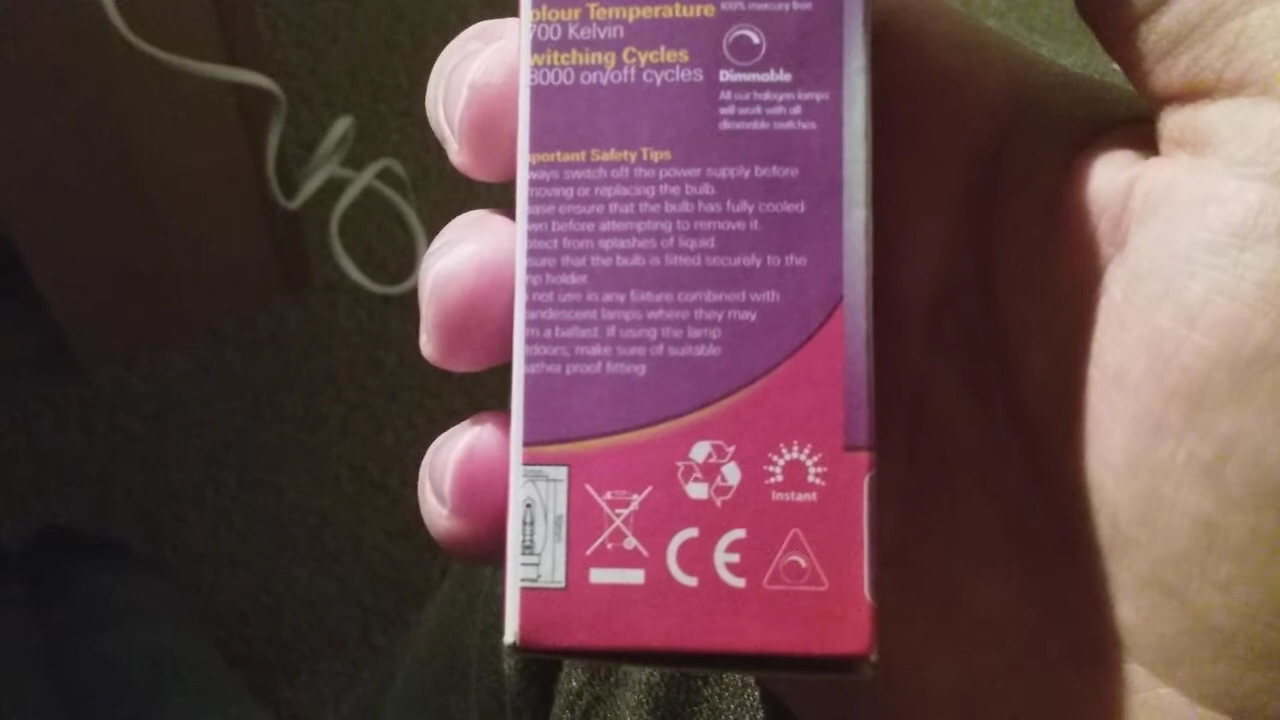 olour Temperature
700 Kelvin
witching Cycles
8000 on/off cycles
100% mercury free
Dimmable
All our halogen lamps
will work with all
dimmable switches
portant Safety Tips
ways switch off the power supply before
moving or replacing the bulb.
ase ensure that the bulb has fully cooled
wn before attempting to remove it.
otect from splashes of liquid.
sure that the bulb is fitted securely to the
mp holder.
not use in any fixture combined with
andescent lamps where they may
m a ballast. If using the lamp
tdoors, make sure of suitable
ather proof fitting
Instant
CE